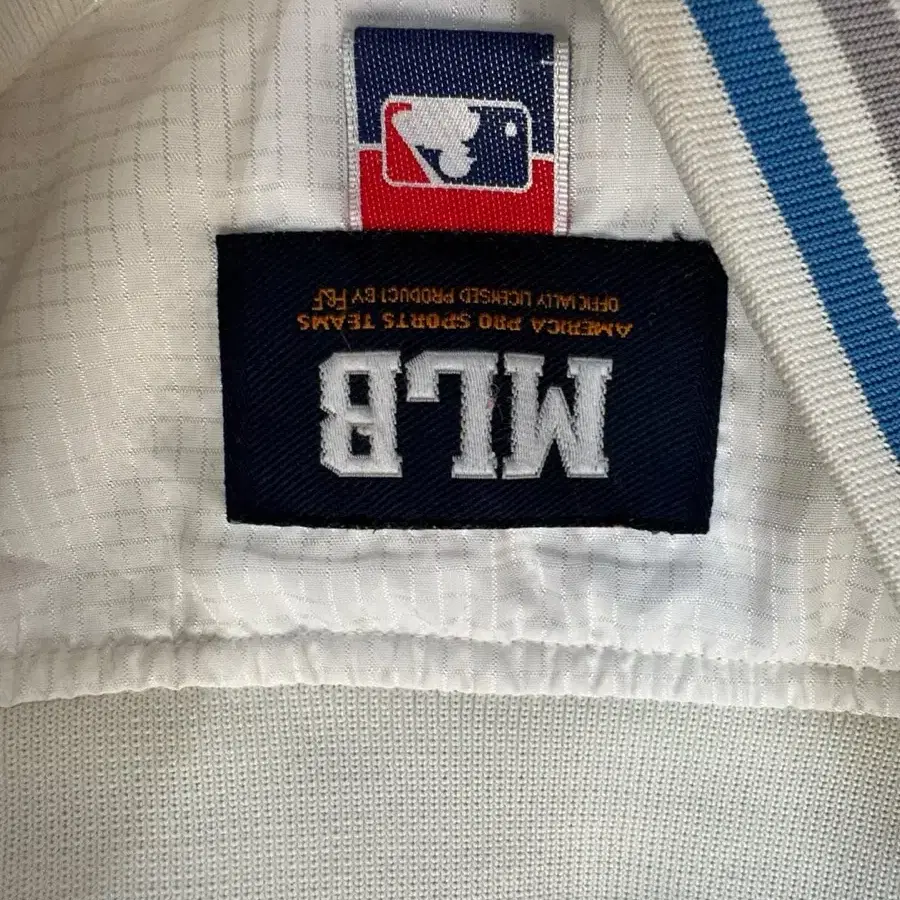 MLB
AMERICA PRO SPORTS TEAMS
OFFICIALLY LICENSED PRODUCT BY F&F